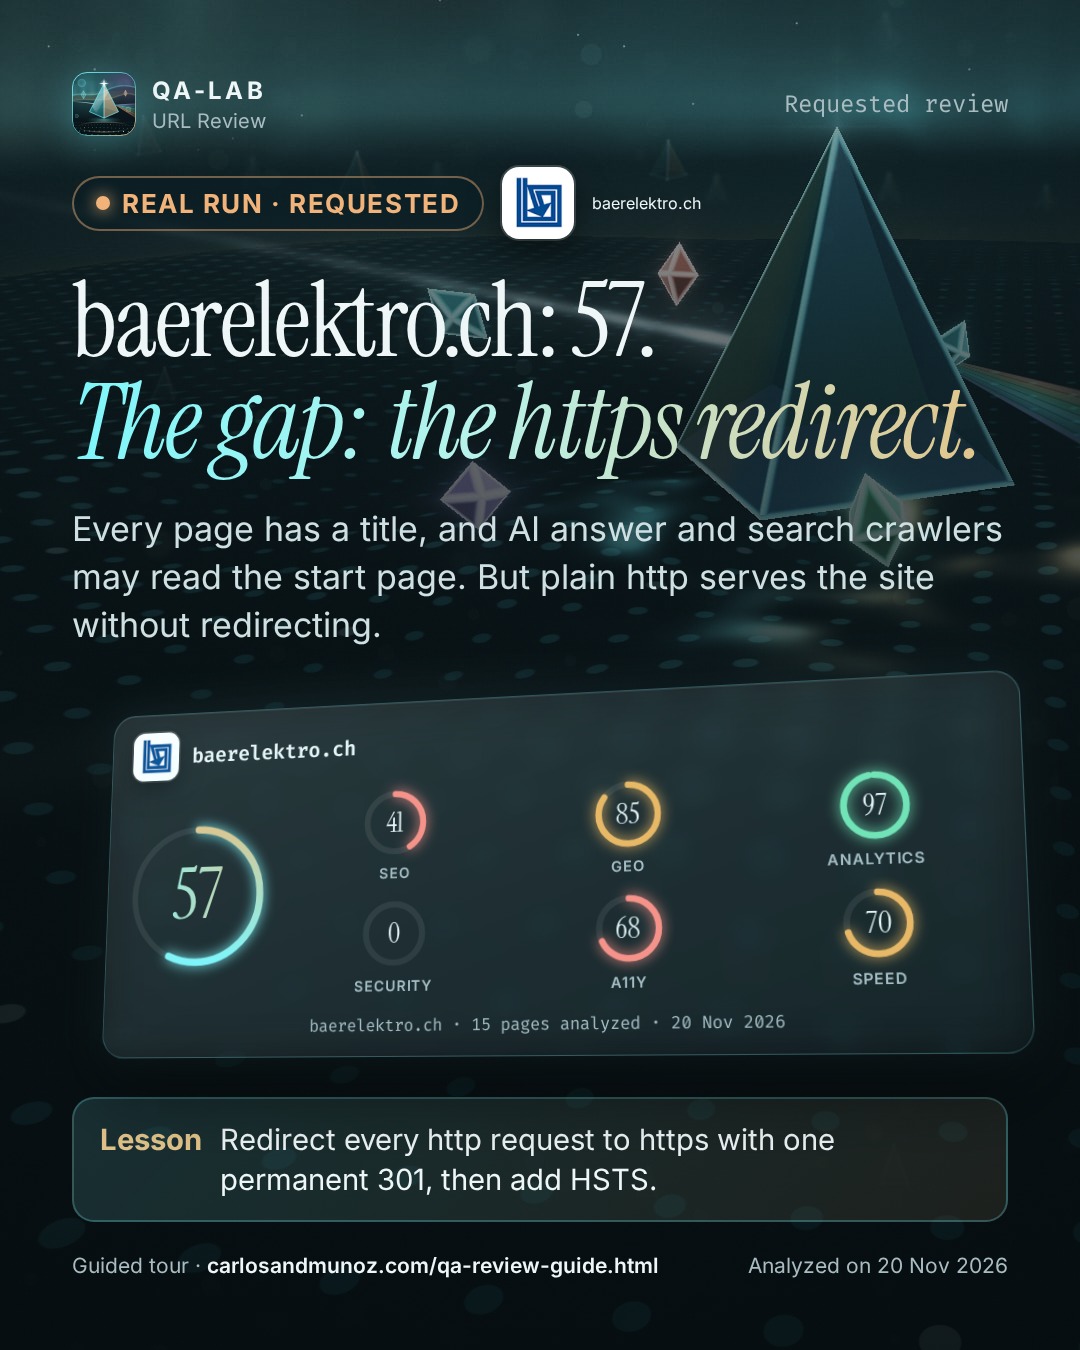 QA-LAB
URL Review
Requested review
REAL RUN · REQUESTED
baerelektro.ch
baerelektro.ch: 57.
The gap: the https redirect.
Every page has a title, and AI answer and search crawlers
may read the start page. But plain http serves the site
without redirecting.
baerelektro.ch
57
41
SEO
85
GEO
97
ANALYTICS
0
SECURITY
68
A11Y
70
SPEED
baerelektro.ch · 15 pages analyzed · 20 Nov 2026
Lesson
Redirect every http request to https with one
permanent 301, then add HSTS.
Guided tour · carlosandmunoz.com/qa-review-guide.html
Analyzed on 20 Nov 2026